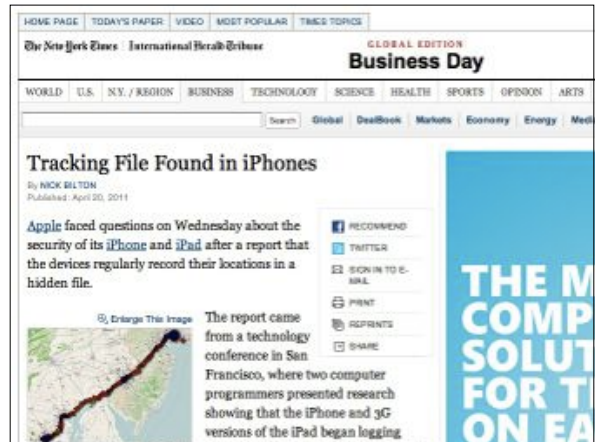 HOME PAGE TODAY'S PAPER VIDEO MOST POPULAR TIMES TOPICS
The New York Times International Herald Tribune
GLOBAL EDITION
Business Day
WORLD U.S. N.Y. / REGION BUSINESS TECHNOLOGY SCIENCE HEALTH SPORTS OPINION ARTS
Search Global DealBook Markets Economy Energy
Tracking File Found in iPhones
By NICK BILTON
Published: April 20, 2011
Apple faced questions on Wednesday about the
security of its iPhone and iPad after a report that
the devices regularly record their locations in a
hidden file.
RECOMMEND
TWITTER
SIGN IN TO E-
MAIL
PRINT
REPRINTS
SHARE
Enlarge This Image
The report came
from a technology
conference in San
Francisco, where two computer
programmers presented research
showing that the iPhone and 3G
versions of the iPad began logging
THE M
COMP
SOLUT
FOR T
ON EA